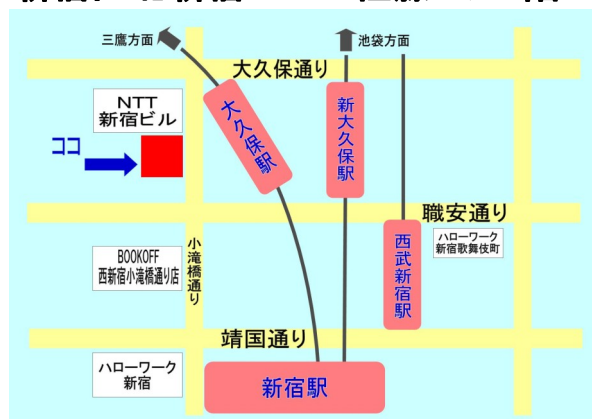 三鷹方面
池袋方面
大久保通り
NTT
新宿ビル
大久保駅
新大久保駅
ココ
職安通り
ハローワーク
新宿歌舞伎町
西武新宿駅
小滝橋通り
BOOKOFF
西新宿小滝橋通り店
靖国通り
ハローワーク
新宿
新宿駅